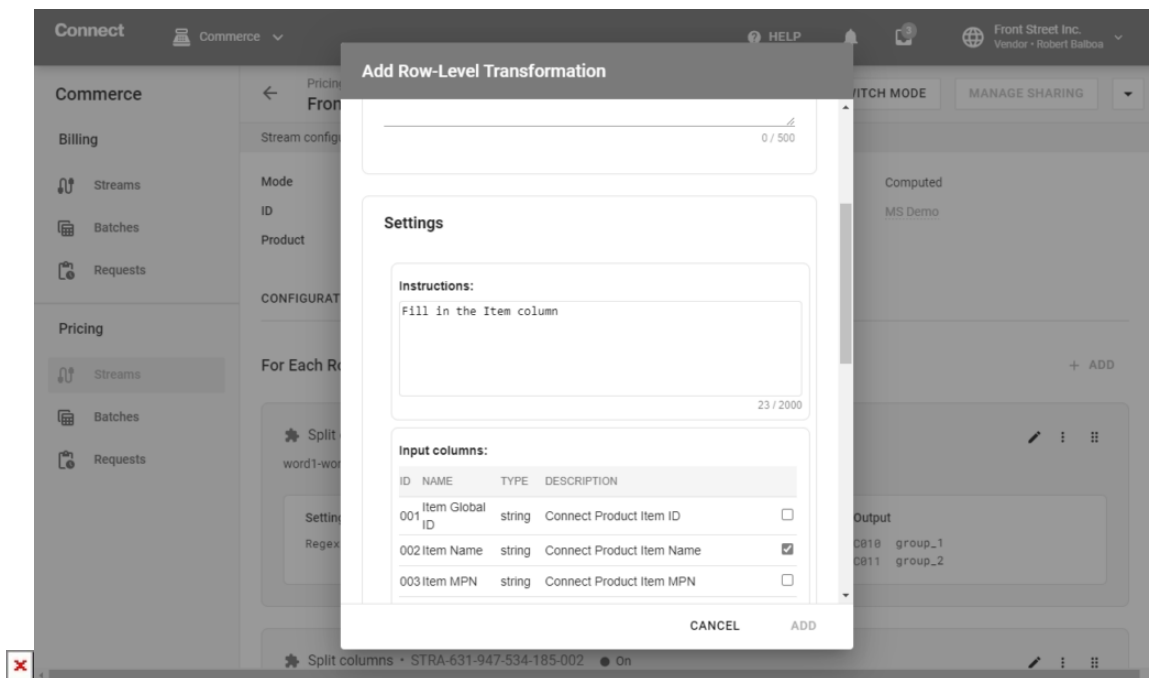 Connect
Commerce
HELP
3
Front Street Inc.
Vendor • Robert Balboa
Add Row-Level Transformation
Commerce
Pricing
Fron
ITCH MODE
MANAGE SHARING
Billing
Stream config
0 / 500
Streams
Mode
Computed
Batches
ID
MS Demo
Settings
Product
Requests
Instructions:
CONFIGURAT
Fill in the Item column
Pricing
For Each Ro
+ ADD
Streams
23 / 2000
Batches
Split
Input columns:
Requests
word1-wor
ID NAME TYPE DESCRIPTION
001 Item Global ID string Connect Product Item ID
Setting
Output
Regex
002 Item Name string Connect Product Item Name
C010 group_1
C011 group_2
003 Item MPN string Connect Product Item MPN
CANCEL
ADD
Split columns • STRA-631-947-534-185-002 ● On